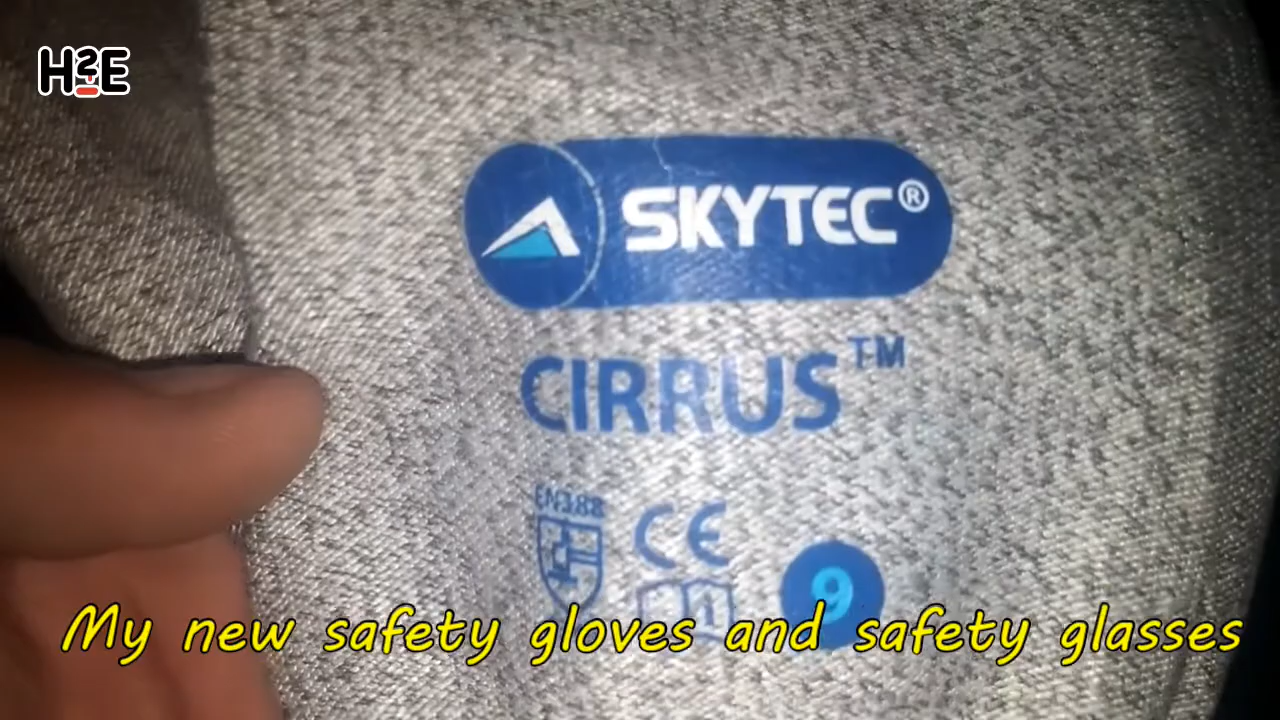 H2E
SKYTEC®
CIRRUS™
EN388
CE
9
My new safety gloves and safety glasses